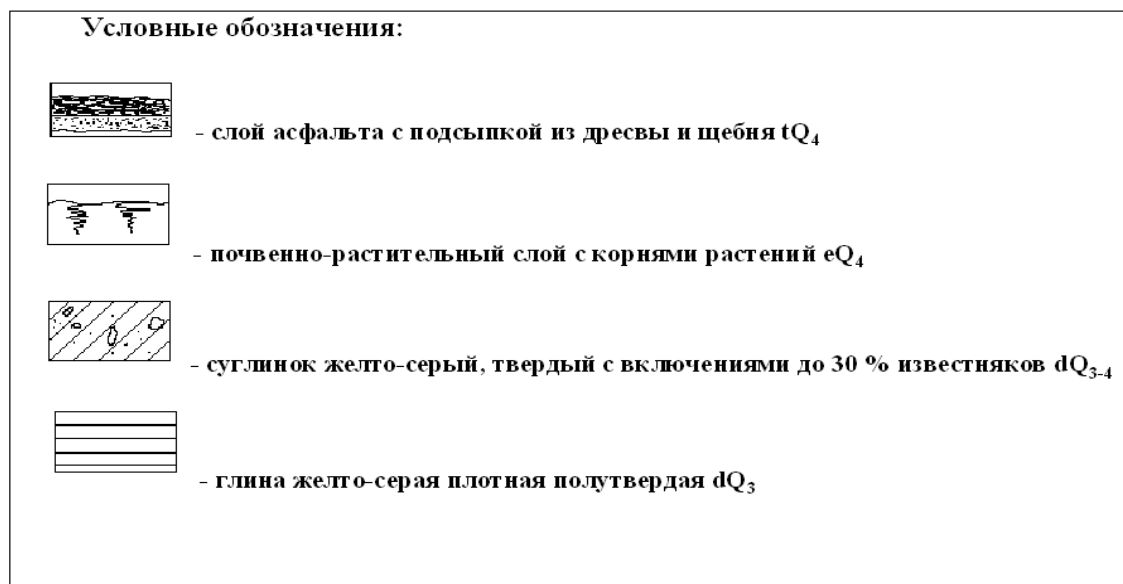 Условные обозначения:
- слой асфальта с подсыпкой из дресвы и щебня tQ₄
- почвенно-растительный слой с корнями растений eQ₄
- суглинок желто-серый, твердый с включениями до 30 % известняков dQ₃₋₄
- глина желто-серая плотная полутвердая dQ₃